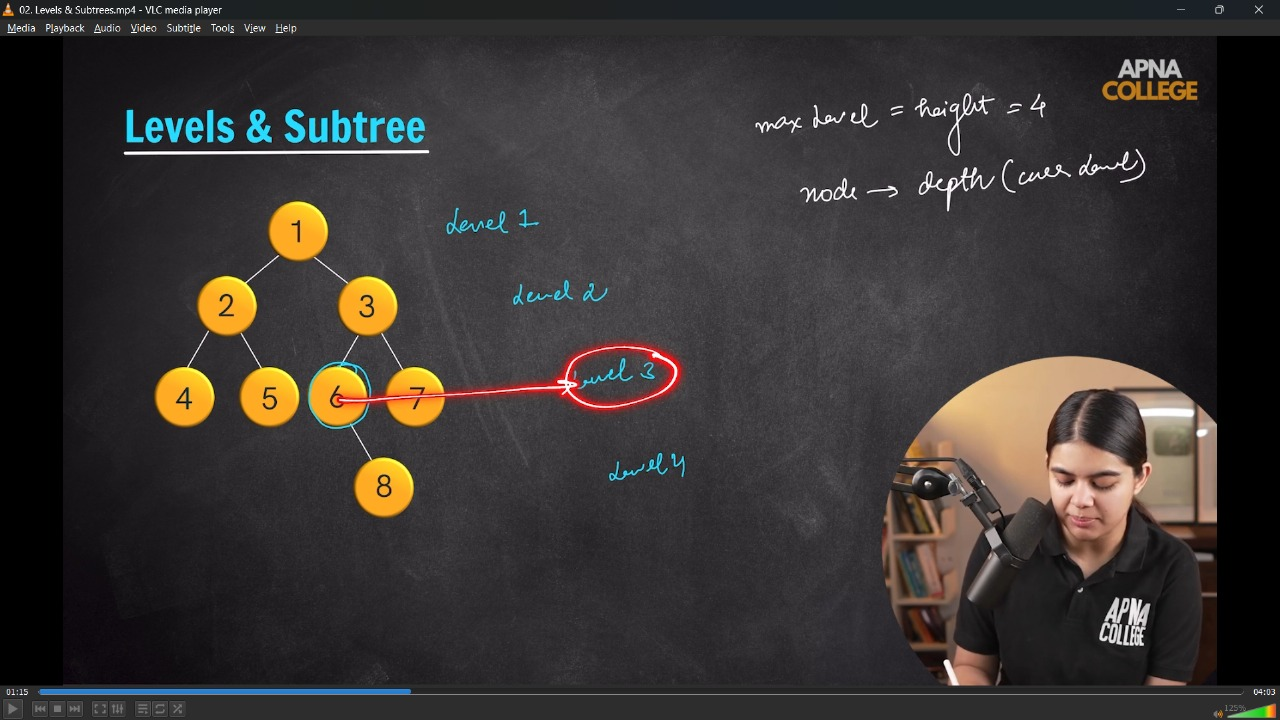 02. Levels & Subtrees.mp4 - VLC media player
Media Playback Audio Video Subtitle Tools View Help
APNA
COLLEGE
Levels & Subtree
max Level = height = 4
node → depth (curr Level)
1
Level 1
2 3
Level 2
4 5 6 7
Level 3
8
Level 4
APNA
COLLEGE
01:15 04:03
125%